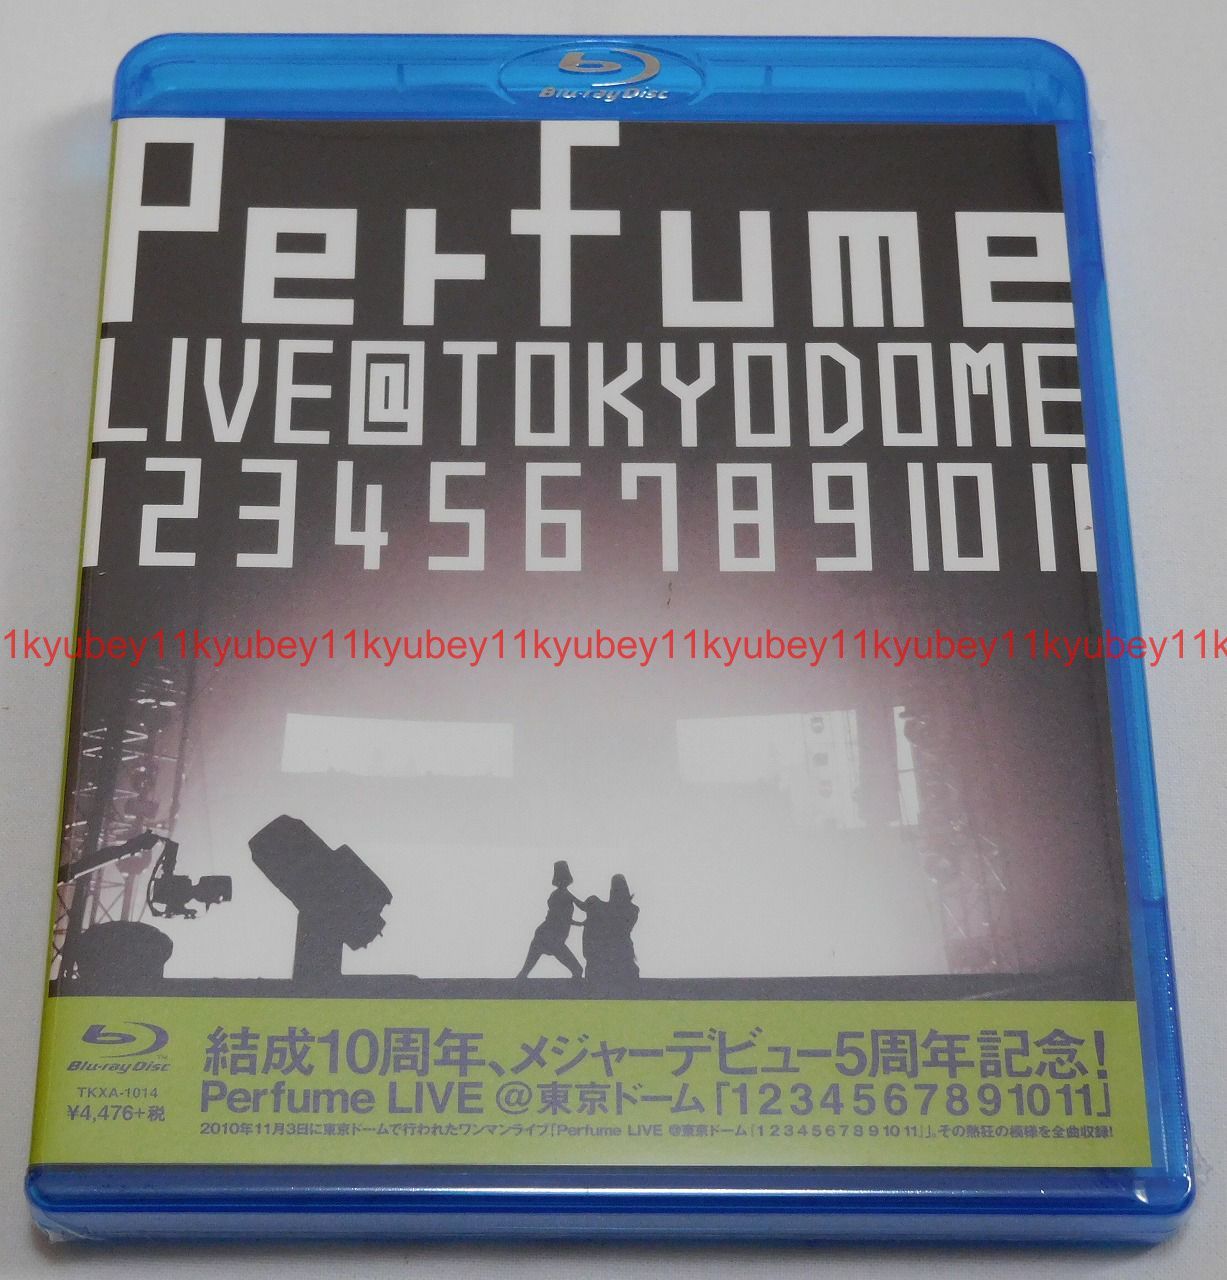 Blu-ray Disc
Perfume
LIVE@TOKYODOME
1234567891011
1kyubey11kyubey11kyubey11kyubey11kyubey11kyubey11kyubey11k
Blu-ray Disc™
TKXA-1014
¥4,476+税
結成10周年、メジャーデビュー5周年記念!
Perfume LIVE @東京ドーム「1 2 3 4 5 6 7 8 9 10 11」
2010年11月3日に東京ドームで行われたワンマンライブ「Perfume LIVE @東京ドーム「1 2 3 4 5 6 7 8 9 10 11」」。その熱狂の模様を全曲収録!